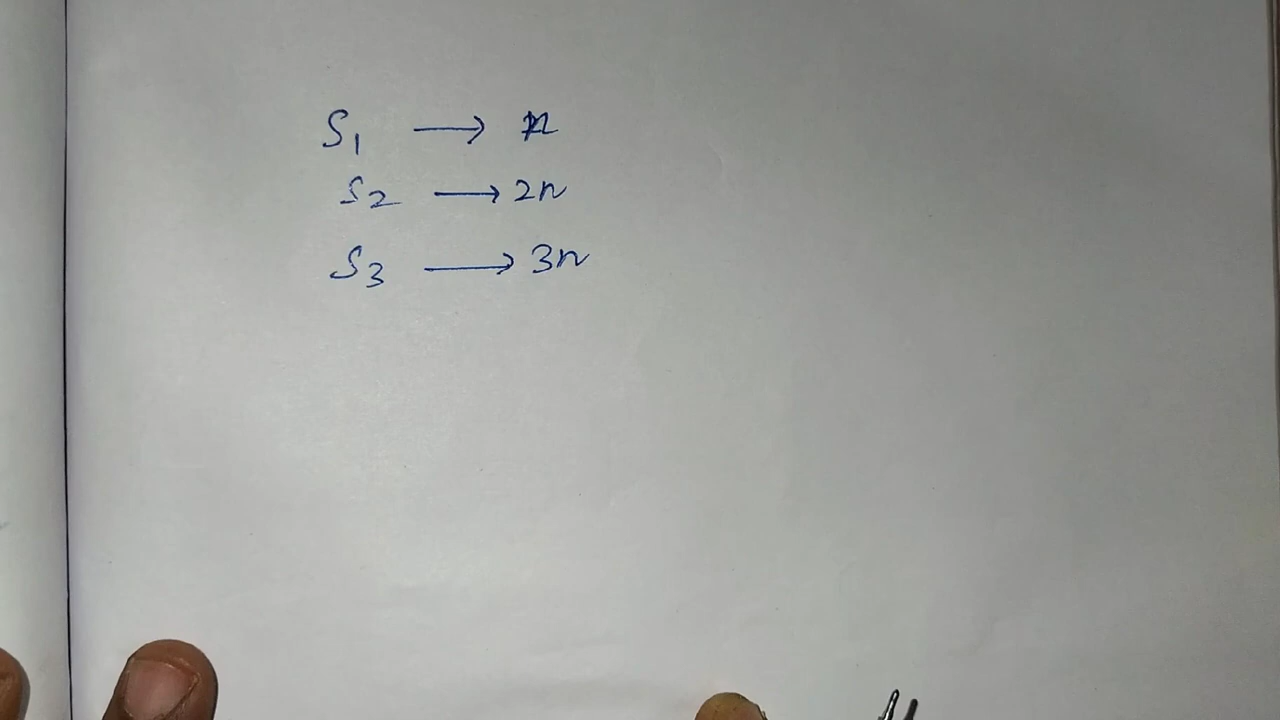 S1 → n
S2 → 2n
S3 → 3n